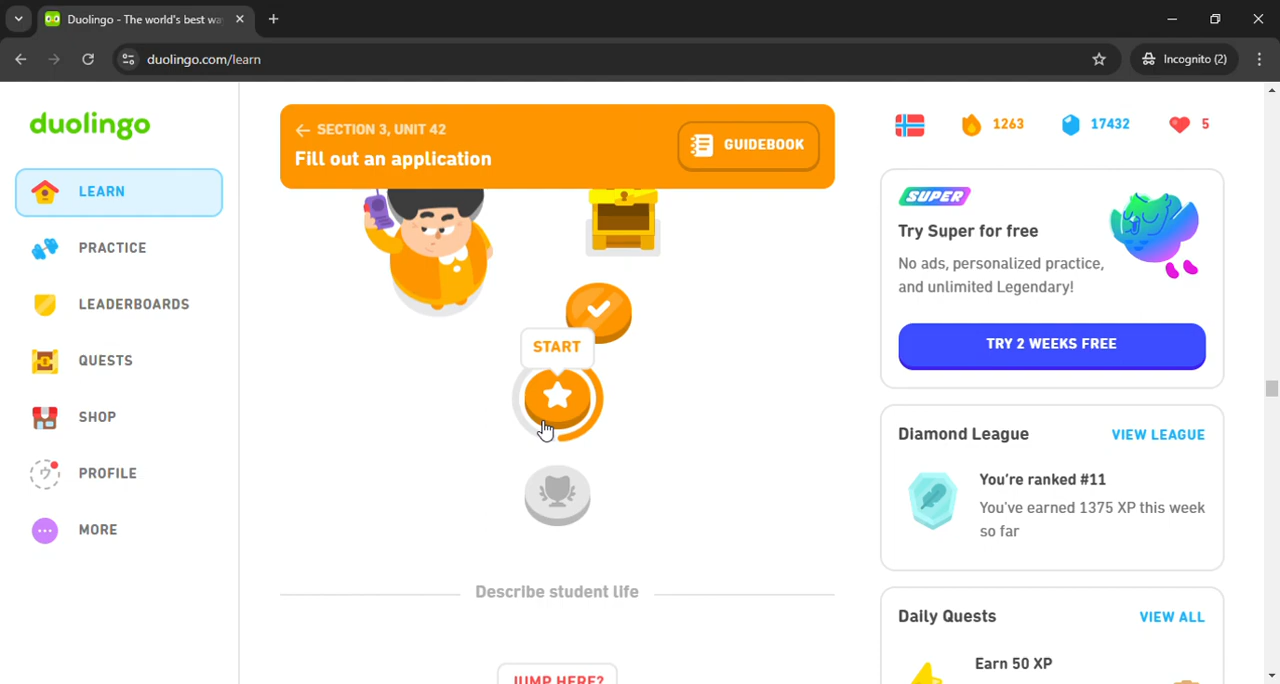 Duolingo - The world's best wa
duolingo.com/learn
Incognito (2)
duolingo
LEARN
PRACTICE
LEADERBOARDS
QUESTS
SHOP
PROFILE
MORE
SECTION 3, UNIT 42
Fill out an application
GUIDEBOOK
START
Describe student life
JUMP HERE?
1263
17432
5
SUPER
Try Super for free
No ads, personalized practice,
and unlimited Legendary!
TRY 2 WEEKS FREE
Diamond League
VIEW LEAGUE
You're ranked #11
You've earned 1375 XP this week
so far
Daily Quests
VIEW ALL
Earn 50 XP